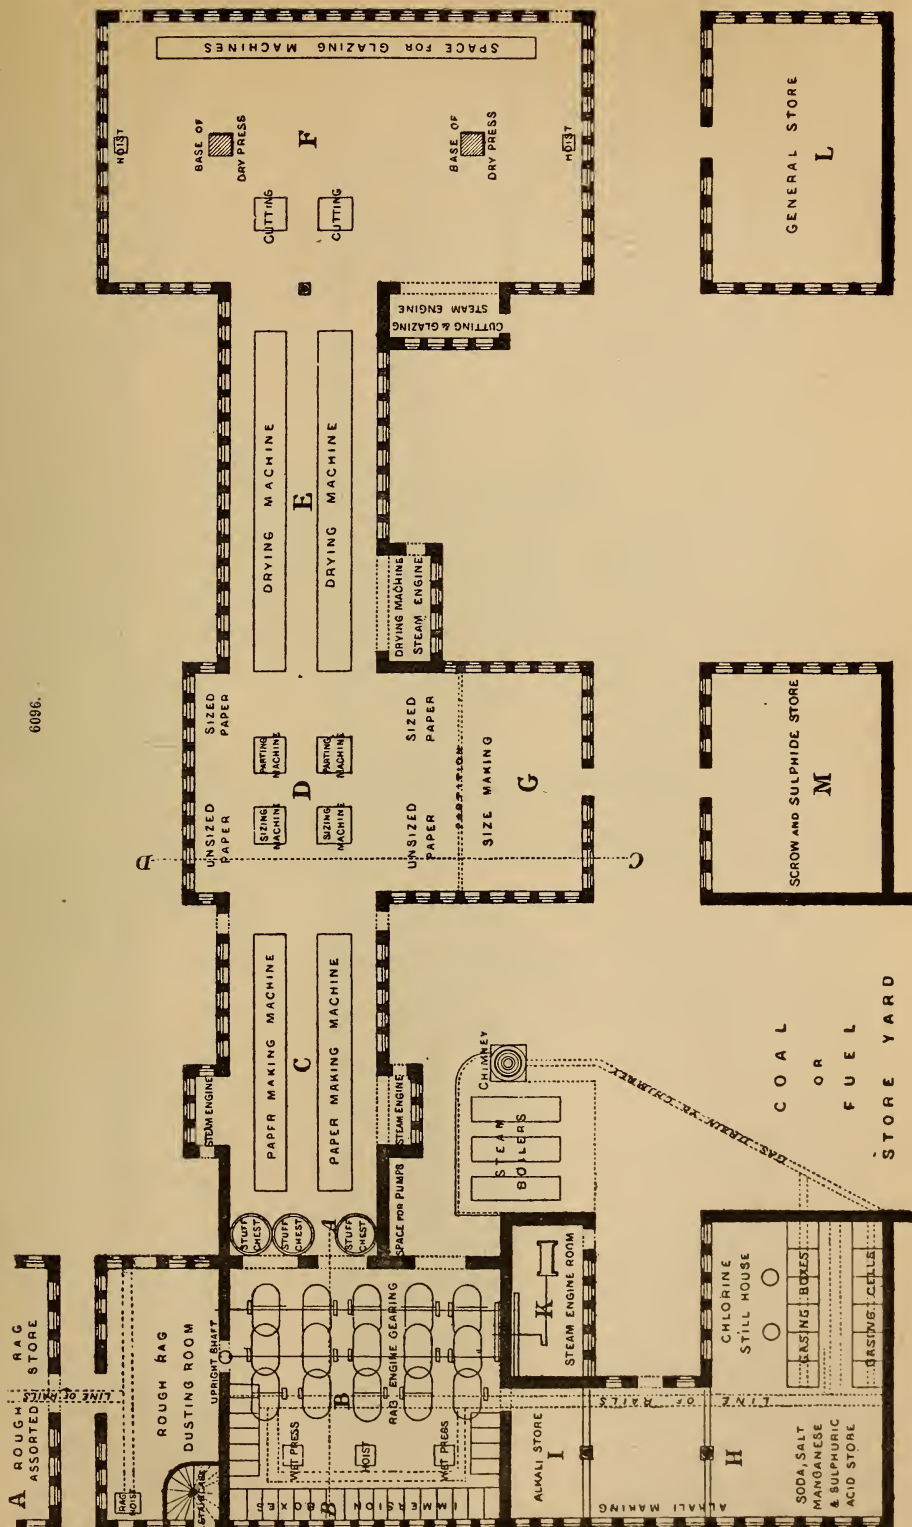 6096.
A
ROUGH RAG
ASSORTED STORE
LINE OF RAILS
RAG
HOIST
ROUGH RAG
DUSTING ROOM
STAIRCASE
UPRIGHT SHAFT
B
RAG ENGINE GEARING
WET PRESS
HOIST
WET PRESS
IMMERSION BOXES
B
A
STUFF
CHEST
STUFF
CHEST
STUFF
CHEST
SPACE FOR PUMPS
STEAM ENGINE
STEAM ENGINE
PAPER MAKING MACHINE
C
PAPER MAKING MACHINE
D
C
UNSIZED
PAPER
SIZED
PAPER
SIZING
MACHINE
PARTING
MACHINE
D
SIZING
MACHINE
PARTING
MACHINE
UNSIZED
PAPER
SIZED
PAPER
PARTITION
SIZE MAKING
G
DRYING MACHINE
E
DRYING MACHINE
DRYING MACHINE
STEAM ENGINE
CUTTING & GLAZING
STEAM ENGINE
CUTTING
CUTTING
F
BASE OF
DRY PRESS
BASE OF
DRY PRESS
HOIST
HOIST
SPACE FOR GLAZING MACHINES
K
STEAM ENGINE ROOM
STEAM
BOILERS
CHIMNEY
GAS DRAIN TO CHIMNEY
ALKALI STORE
I
LINE OF RAILS
H
ALKALI MAKING
SODA, SALT
MANGANESE
& SULPHURIC
ACID STORE
CHLORINE
STILL HOUSE
GASING BOXES
GASING CELLS
COAL
OR
FUEL
STORE YARD
SCROW AND SULPHIDE STORE
M
GENERAL STORE
L